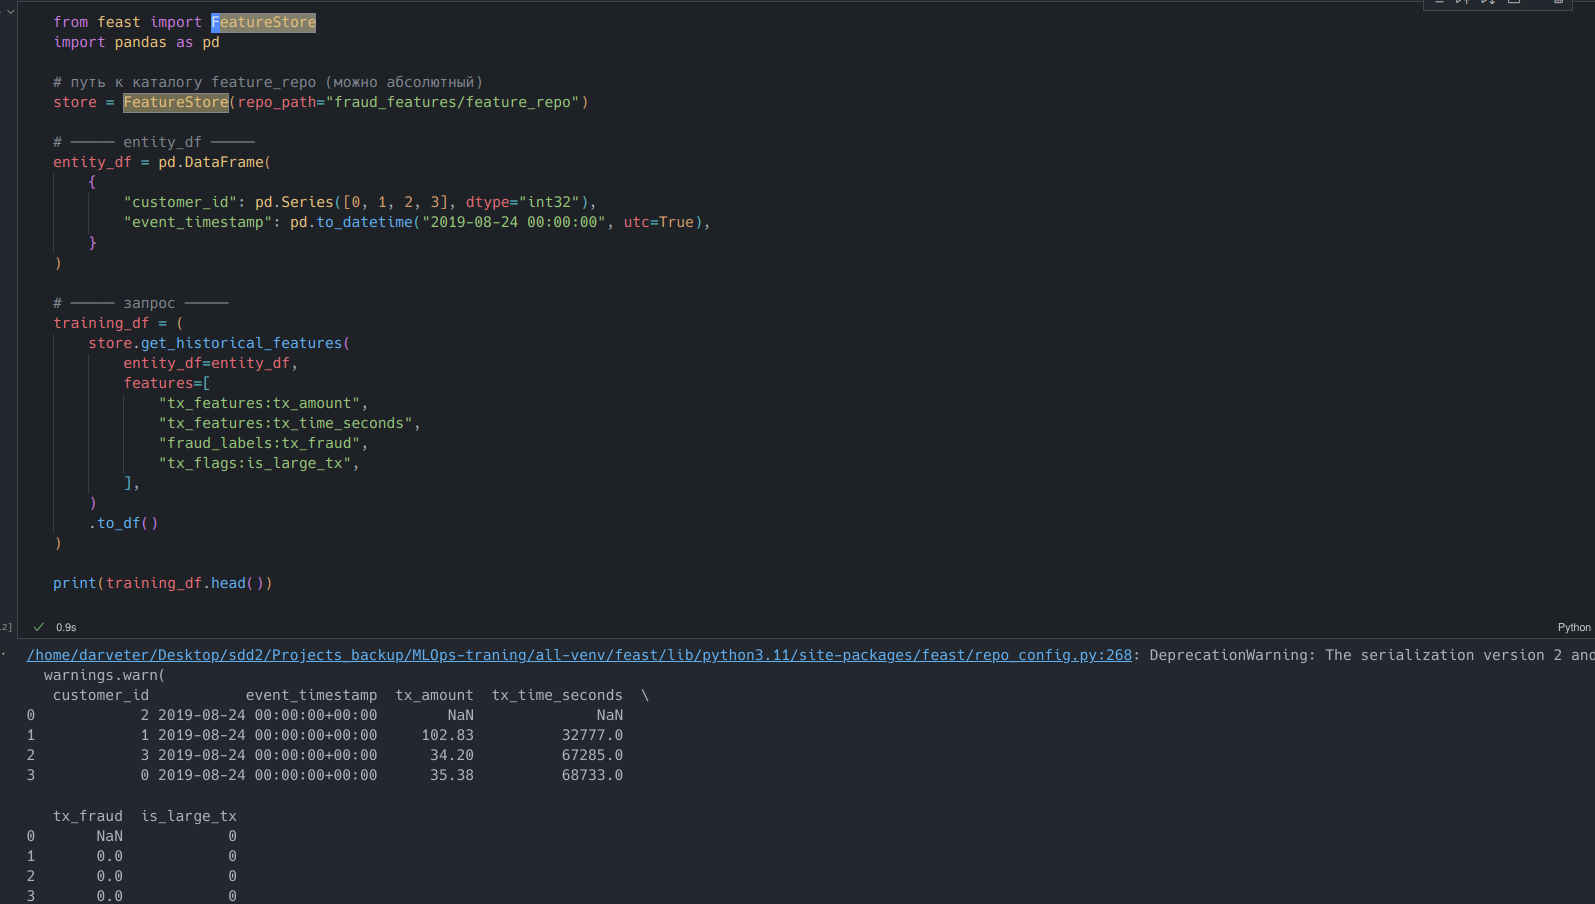 from feast import FeatureStore
import pandas as pd
# путь к каталогу feature_repo (можно абсолютный)
store = FeatureStore(repo_path="fraud_features/feature_repo")
# ───── entity_df ─────
entity_df = pd.DataFrame(
    {
        "customer_id": pd.Series([0, 1, 2, 3], dtype="int32"),
        "event_timestamp": pd.to_datetime("2019-08-24 00:00:00", utc=True),
    }
)
# ───── запрос ─────
training_df = (
    store.get_historical_features(
        entity_df=entity_df,
        features=[
            "tx_features:tx_amount",
            "tx_features:tx_time_seconds",
            "fraud_labels:tx_fraud",
            "tx_flags:is_large_tx",
        ],
    )
    .to_df()
)
print(training_df.head())
2] ✓ 0.9s Python
/home/darveter/Desktop/sdd2/Projects_backup/MLOps-traning/all-venv/feast/lib/python3.11/site-packages/feast/repo_config.py:268: DeprecationWarning: The serialization version 2 and
  warnings.warn(
   customer_id           event_timestamp  tx_amount  tx_time_seconds  \
0            2 2019-08-24 00:00:00+00:00        NaN              NaN
1            1 2019-08-24 00:00:00+00:00     102.83          32777.0
2            3 2019-08-24 00:00:00+00:00      34.20          67285.0
3            0 2019-08-24 00:00:00+00:00      35.38          68733.0
   tx_fraud  is_large_tx
0       NaN            0
1       0.0            0
2       0.0            0
3       0.0            0